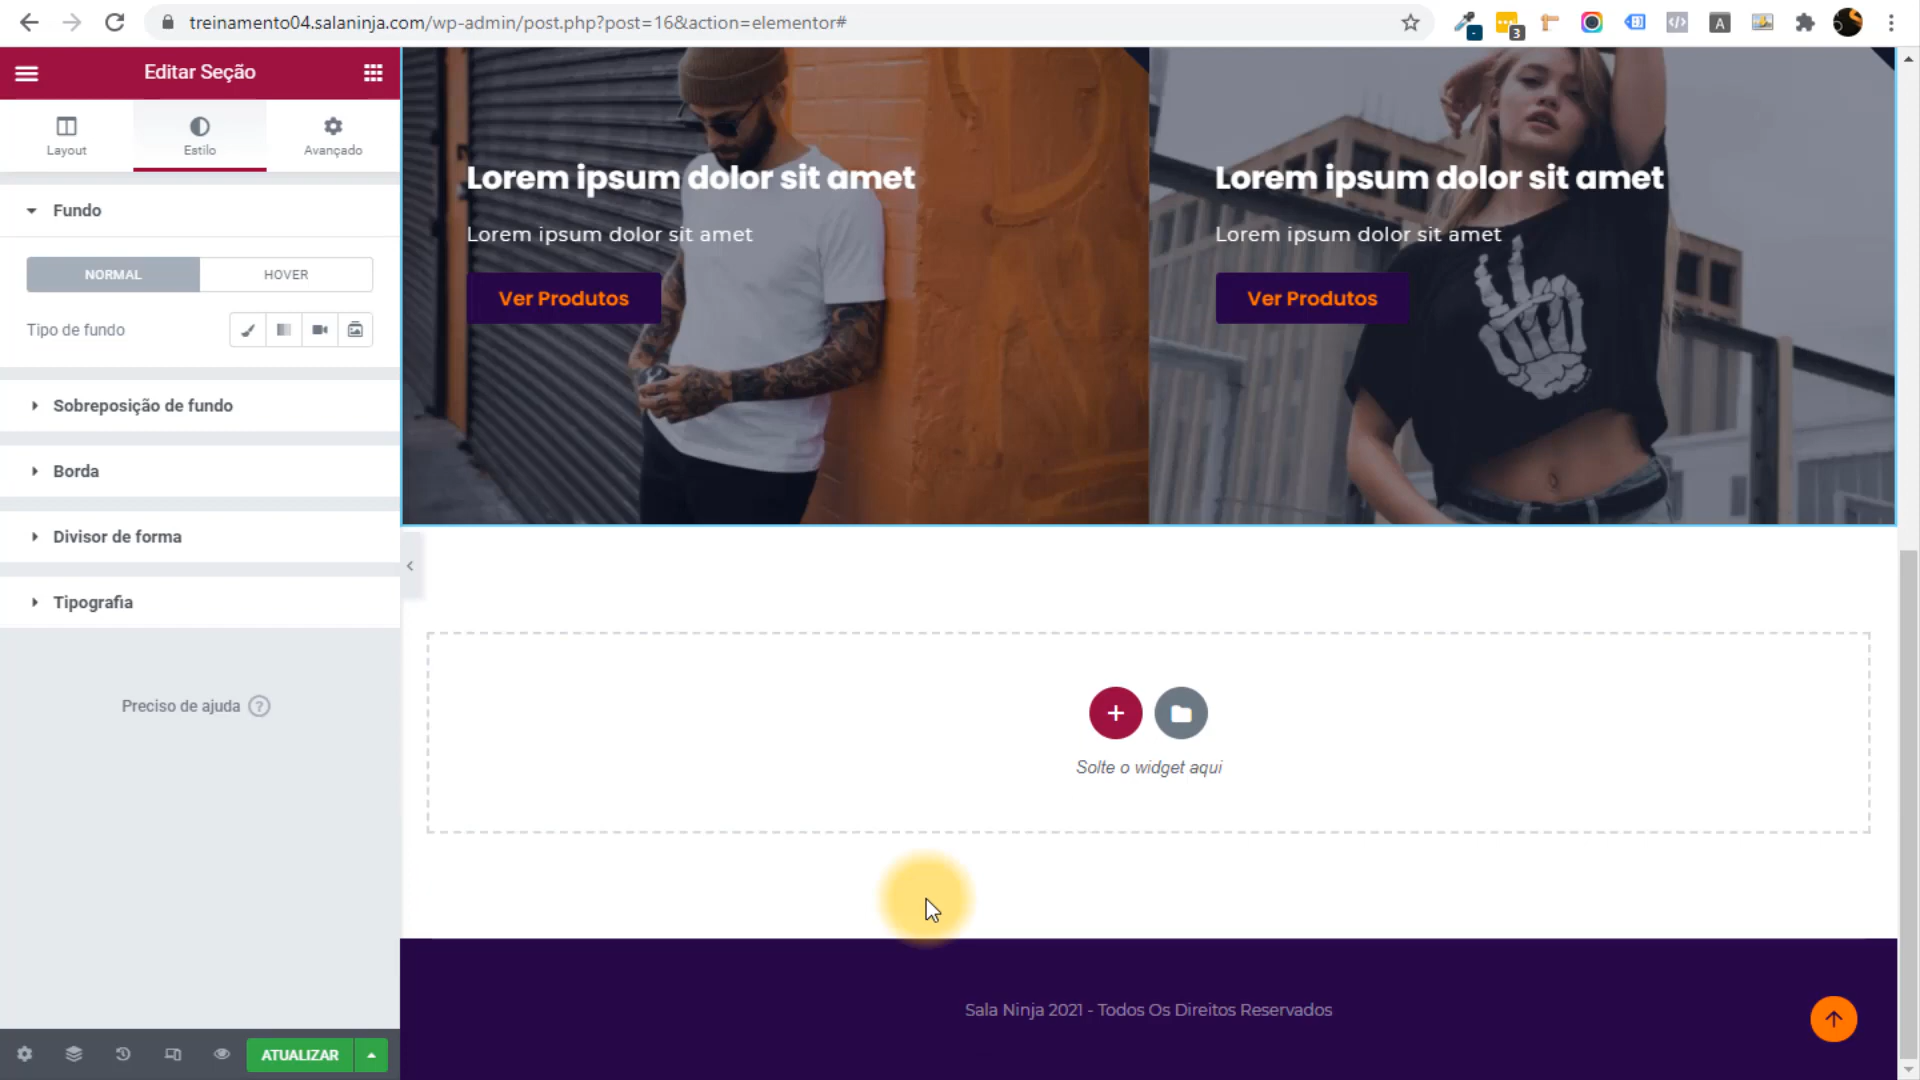 treinamento04.salaninja.com/wp-admin/post.php?post=16&action=elementor#
3
A
Editar Seção
Layout
Estilo
Avançado
Fundo
NORMAL
HOVER
Tipo de fundo
Sobreposição de fundo
Borda
Divisor de forma
Tipografia
Preciso de ajuda ?
ATUALIZAR
Lorem ipsum dolor sit amet
Lorem ipsum dolor sit amet
Ver Produtos
Lorem ipsum dolor sit amet
Lorem ipsum dolor sit amet
Ver Produtos
Solte o widget aqui
Sala Ninja 2021 - Todos Os Direitos Reservados